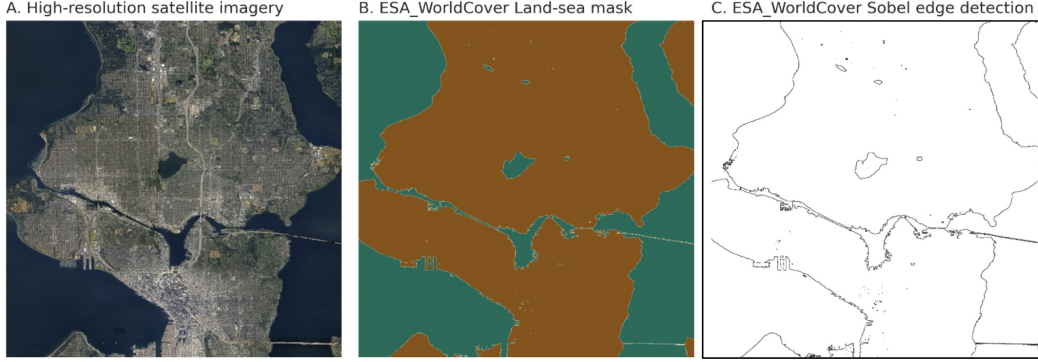 A. High-resolution satellite imagery
B. ESA_WorldCover Land-sea mask
C. ESA_WorldCover Sobel edge detection